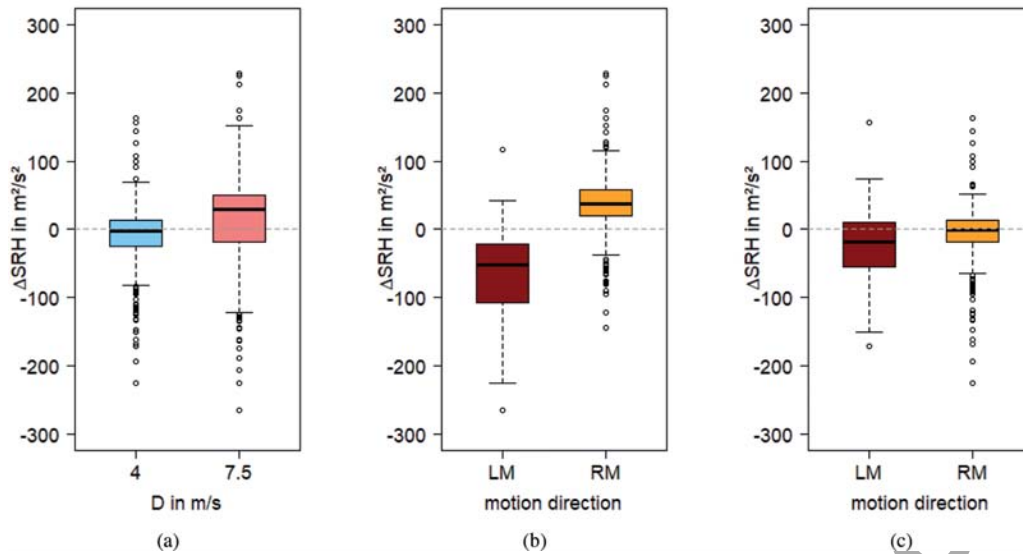 300
200
100
0
-100
-200
-300
ΔSRH in m²/s²
4 7.5
D in m/s
(a)
300
200
100
0
-100
-200
-300
ΔSRH in m²/s²
LM RM
motion direction
(b)
300
200
100
0
-100
-200
-300
ΔSRH in m²/s²
LM RM
motion direction
(c)